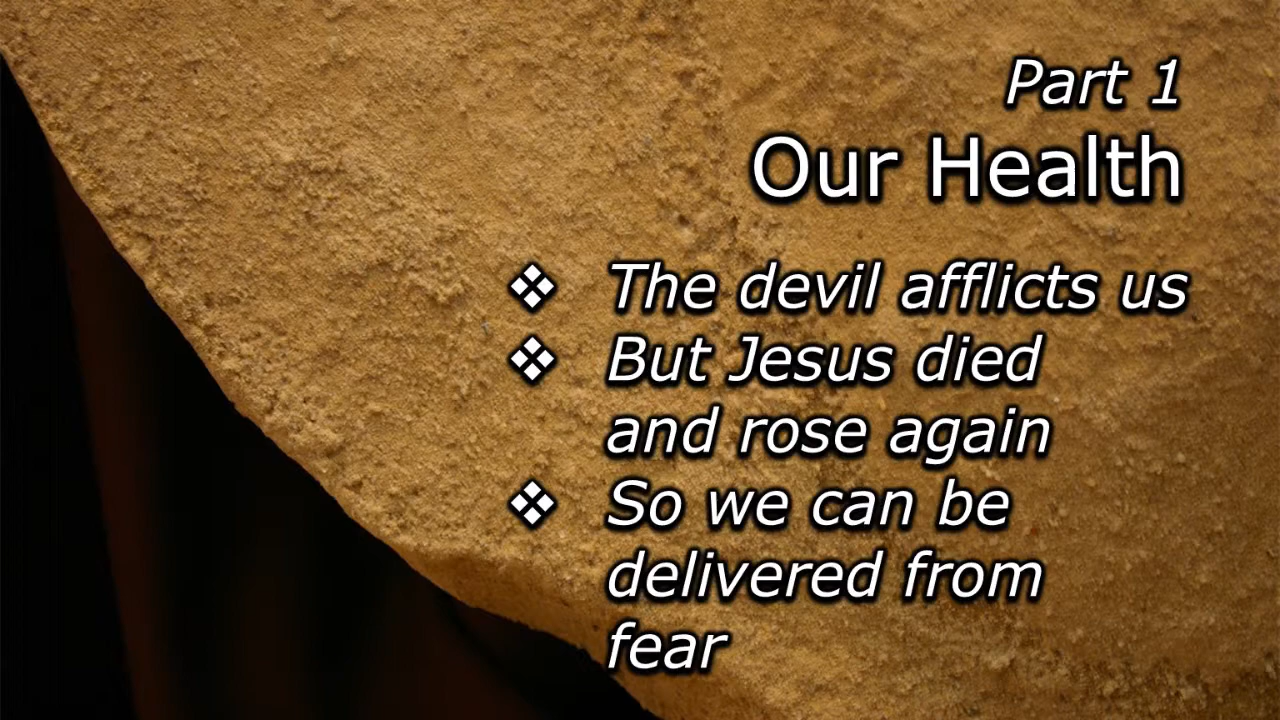 Part 1
Our Health
❖ The devil afflicts us
❖ But Jesus died
and rose again
❖ So we can be
delivered from
fear